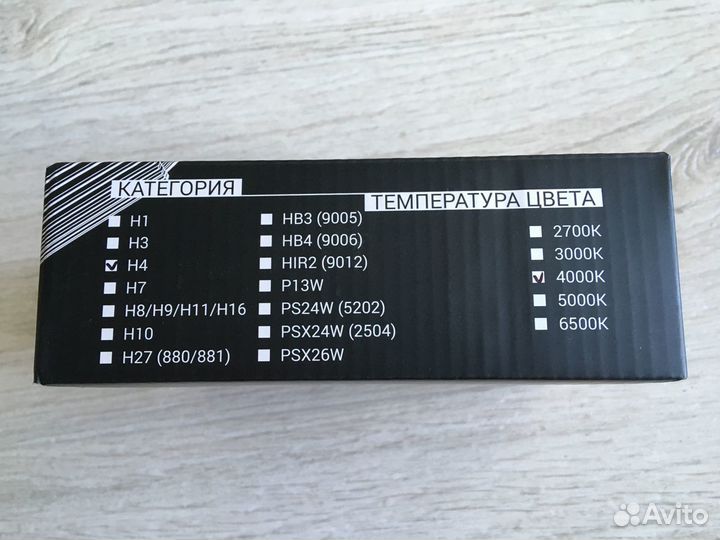 КАТЕГОРИЯ
H1
H3
H4
H7
H8/H9/H11/H16
H10
H27 (880/881)
HB3 (9005)
HB4 (9006)
HIR2 (9012)
P13W
PS24W (5202)
PSX24W (2504)
PSX26W
ТЕМПЕРАТУРА ЦВЕТА
2700K
3000K
4000K
5000K
6500K
Avito